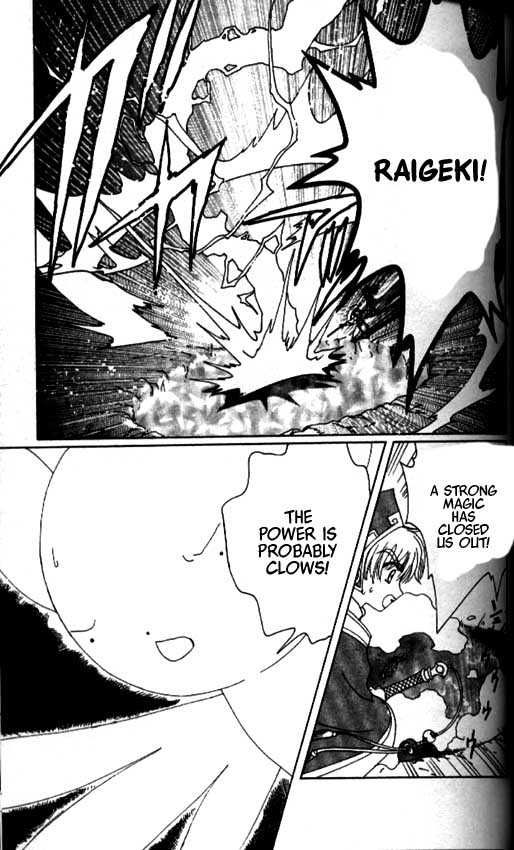 RAIGEKI!
A STRONG
MAGIC
HAS
CLOSED
US OUT!
THE
POWER IS
PROBABLY
CLOWS!